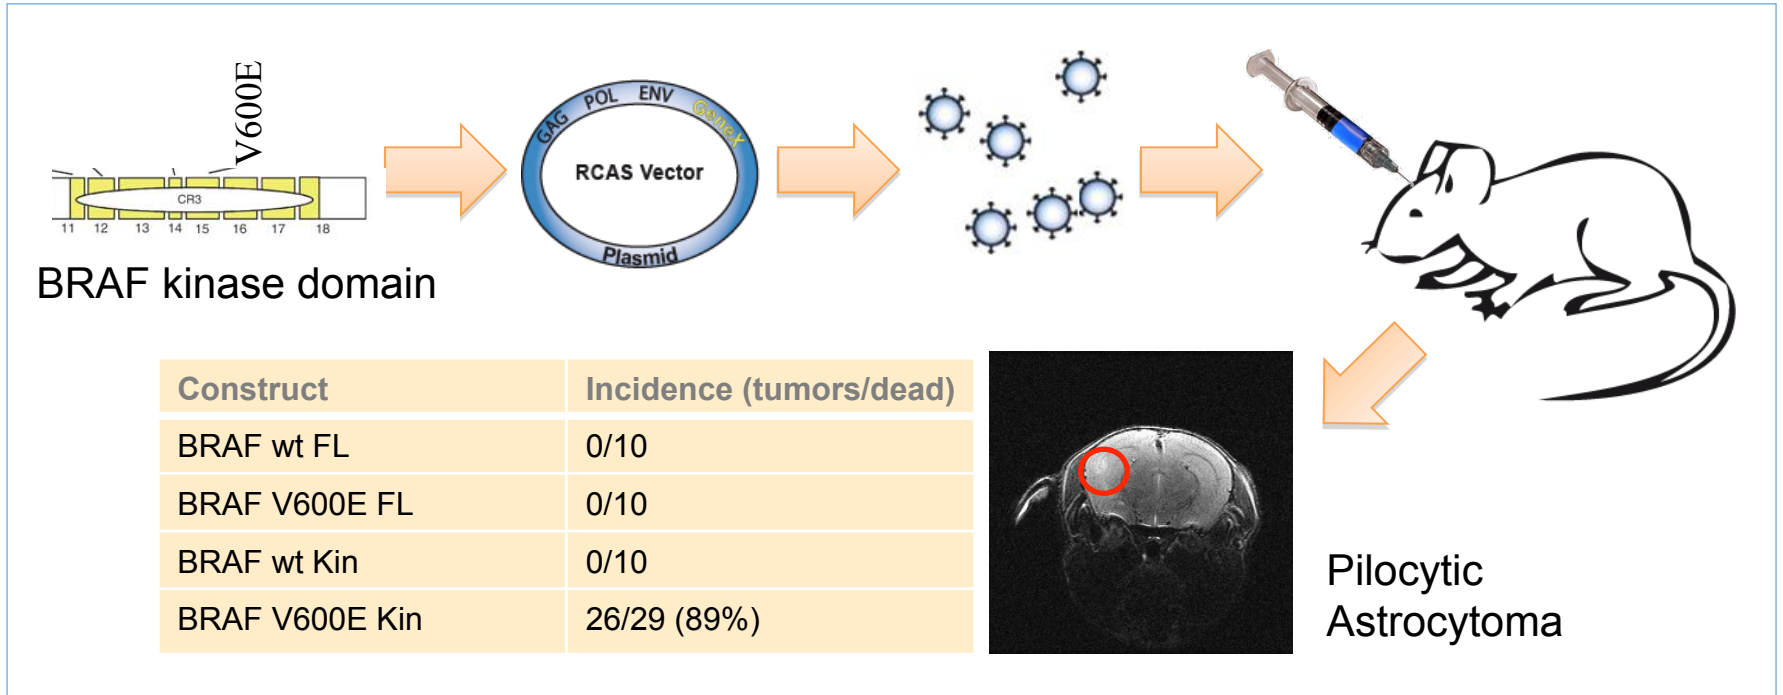 V600E
CR3
11 12 13 14 15 16 17 18
BRAF kinase domain
GAG POL ENV GeneX
RCAS Vector
Plasmid
Construct Incidence (tumors/dead)
BRAF wt FL 0/10
BRAF V600E FL 0/10
BRAF wt Kin 0/10
BRAF V600E Kin 26/29 (89%)
Pilocytic
Astrocytoma